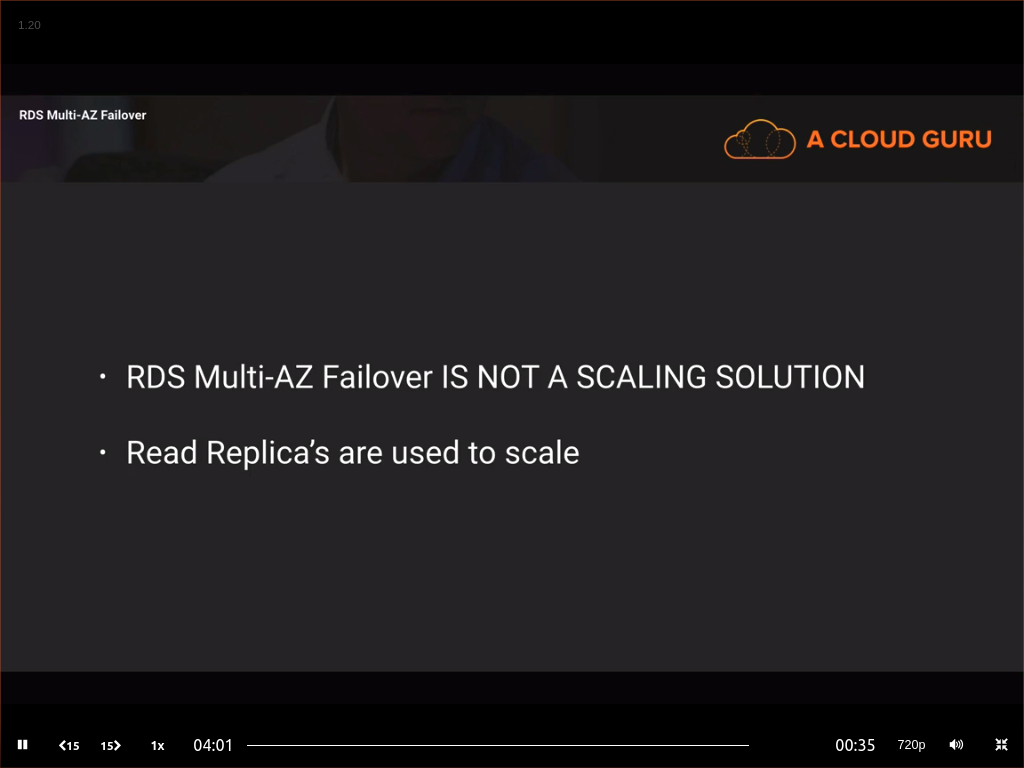 1.20
RDS Multi-AZ Failover
A CLOUD GURU
• RDS Multi-AZ Failover IS NOT A SCALING SOLUTION
• Read Replica’s are used to scale
15 15 1x 04:01 00:35 720p